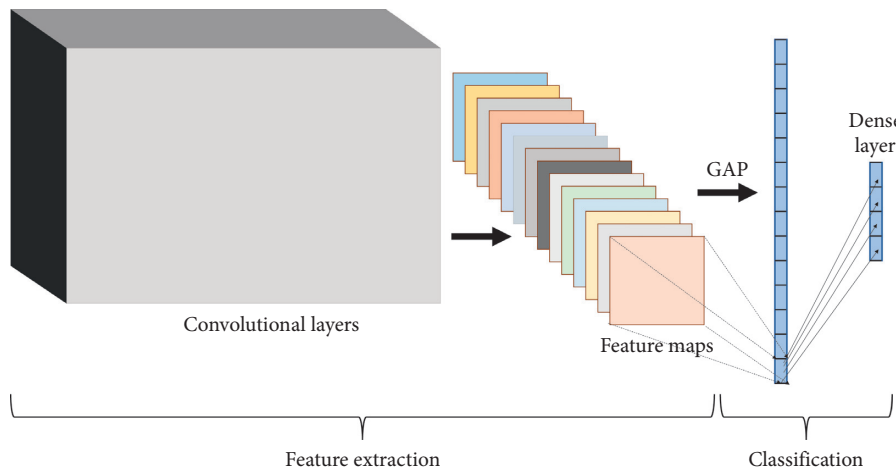 Convolutional layers
Feature maps
GAP
Dense
layer
Feature extraction
Classification